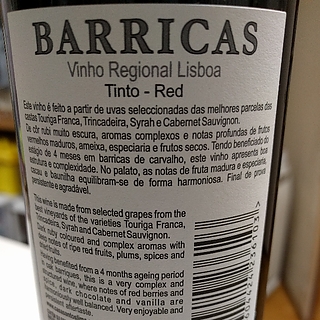 BARRICAS
Vinho Regional Lisboa
Tinto - Red
Este vinho é feito a partir de uvas seleccionadas das melhores parcelas das
castas Touriga Franca, Trincadeira, Syrah e Cabernet Sauvignon.
De côr rubi muito escura, aromas complexos e notas profundas de frutos
vermelhos maduros, ameixa, especiaria e frutos secos. Tendo beneficiado do
estágio de 4 meses em barricas de carvalho, este vinho apresenta boa
estrutura e complexidade. No palato, as notas de fruta madura e especiaria,
cacau e baunilha equilibram-se de forma harmoniosa. Final de prova
persistente e agradável.
This wine is made from selected grapes from the
own vineyards of the varieties Touriga Franca,
Trincadeira, Syrah and Cabernet Sauvignon.
Dark ruby coloured and complex aromas with
deep notes of ripe red fruits, plums, spices and
dried fruits.
Having benefited from a 4 months ageing period
in oak barriques, this is a very complex and
structured wine, where notes of red berries and
spice, dark chocolate and vanilla are
harmoniously well balanced. Very enjoyable and
aftertaste.